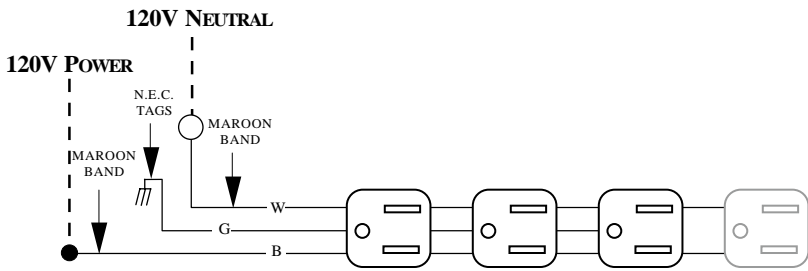 120V NEUTRAL
120V POWER
N.E.C.
TAGS
MAROON
BAND
MAROON
BAND
W
G
B